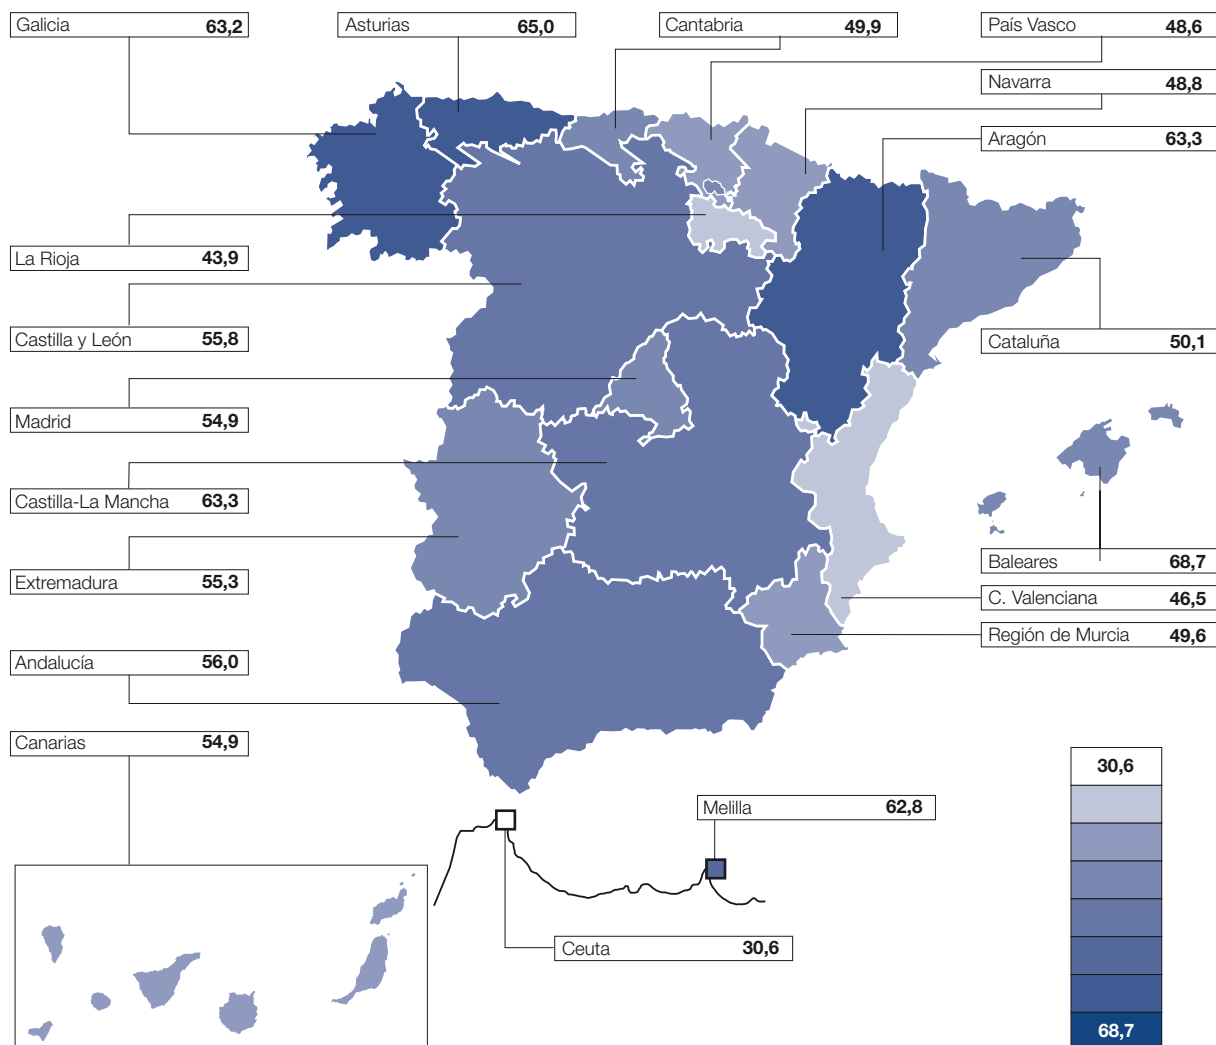 Galicia 63,2
Asturias 65,0
Cantabria 49,9
País Vasco 48,6
Navarra 48,8
Aragón 63,3
La Rioja 43,9
Castilla y León 55,8
Cataluña 50,1
Madrid 54,9
Castilla-La Mancha 63,3
Extremadura 55,3
Baleares 68,7
C. Valenciana 46,5
Región de Murcia 49,6
Andalucía 56,0
Canarias 54,9
Melilla 62,8
Ceuta 30,6
30,6
68,7